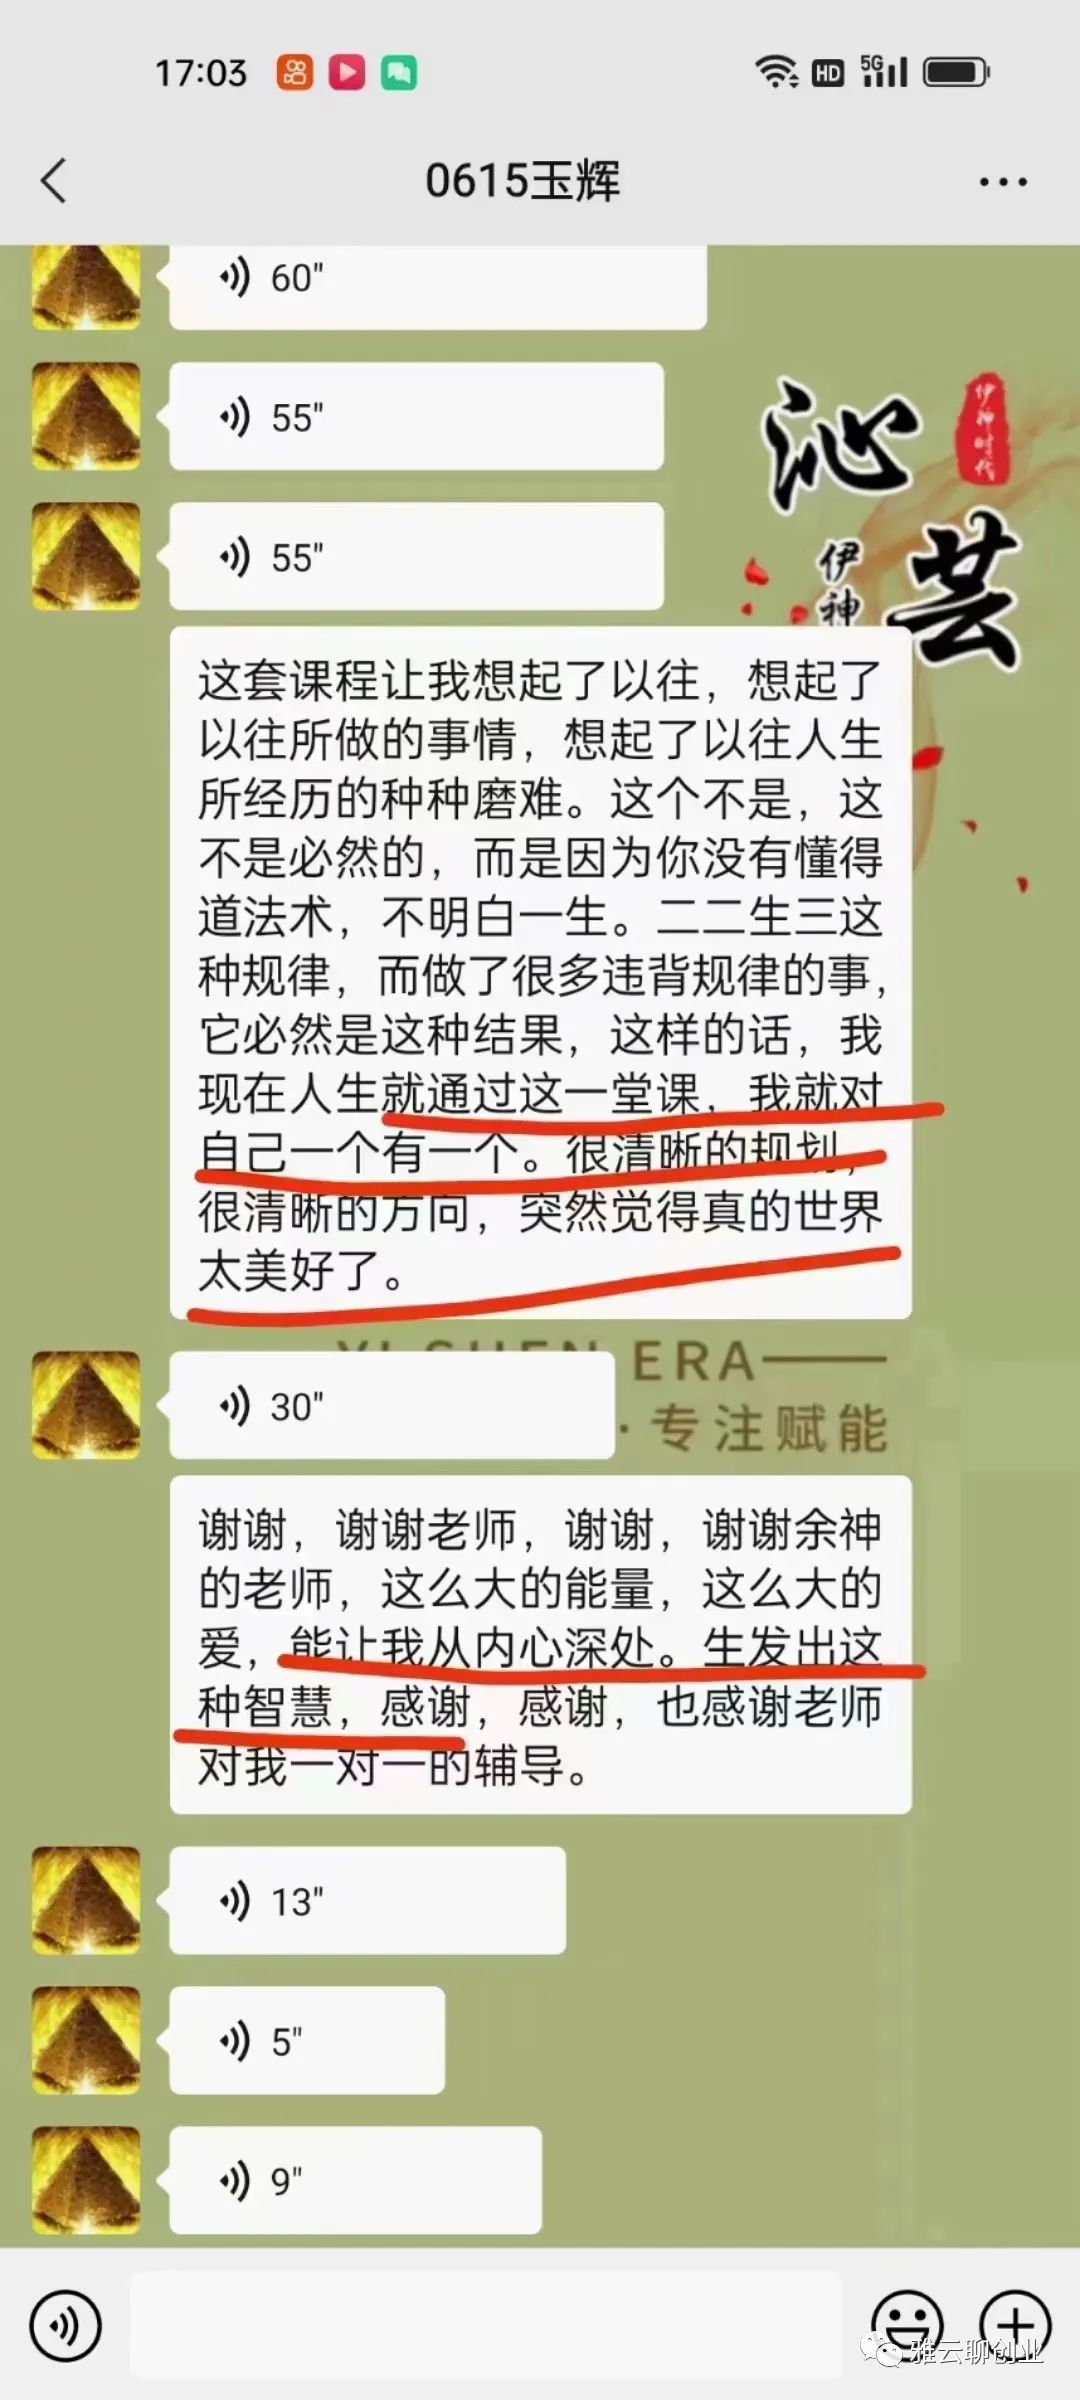 17:03
HD
5G
0615玉辉
60"
55"
沁
伊神时代
55"
伊神
芸
这套课程让我想起了以往，想起了
以往所做的事情，想起了以往人生
所经历的种种磨难。这个不是，这
不是必然的，而是因为你没有懂得
道法术，不明白一生。二二生三这
种规律，而做了很多违背规律的事，
它必然是这种结果，这样的话，我
现在人生就通过这一堂课，我就对
自己一个有一个。很清晰的规划，
很清晰的方向，突然觉得真的世界
太美好了。
YI SHEN ERA
30"
·专注赋能
谢谢，谢谢老师，谢谢，谢谢余神
的老师，这么大的能量，这么大的
爱，能让我从内心深处。生发出这
种智慧，感谢，感谢，也感谢老师
对我一对一的辅导。
13"
5"
9"
雅云聊创业